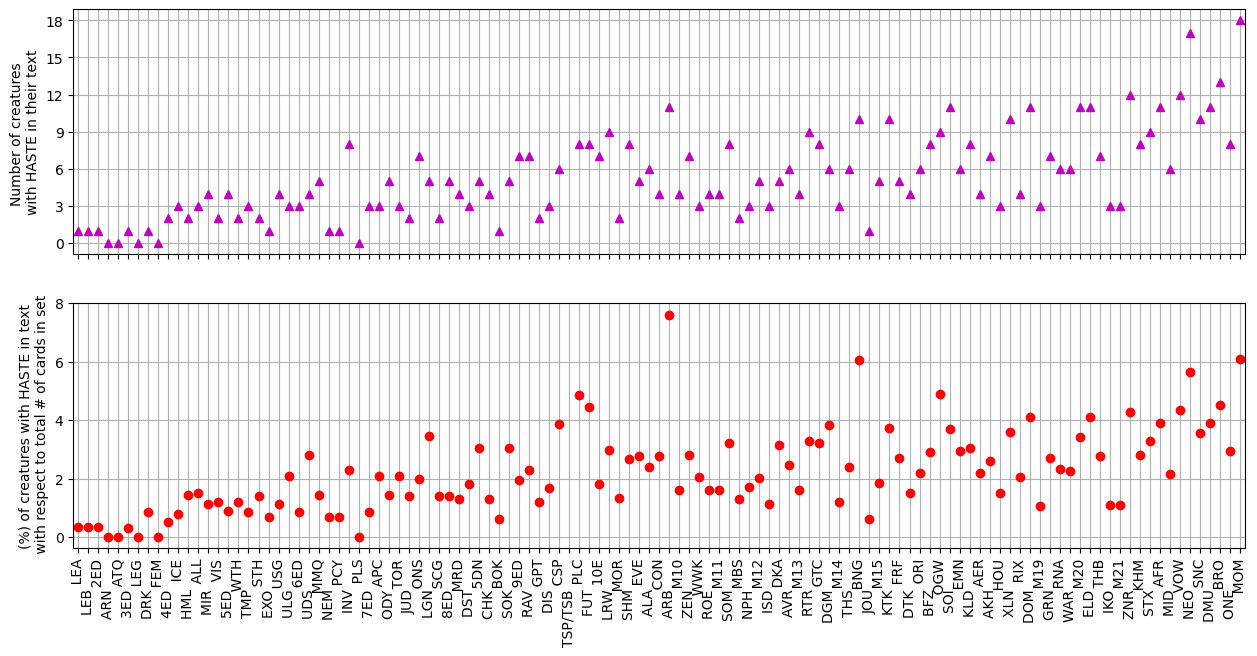 Number of creatures
with HASTE in their text
18
15
12
9
6
3
0
(%) of creatures with HASTE in text
with respect to total # of cards in set
8
6
4
2
0
LEA
LEB
2ED
ARN
ATQ
3ED
LEG
DRK
FEM
4ED
ICE
HML
ALL
MIR
VIS
5ED
WTH
TMP
STH
EXO
USG
ULG
6ED
UDS
MMQ
NEM
PCY
INV
PLS
7ED
APC
ODY
TOR
JUD
ONS
LGN
SCG
8ED
MRD
DST
5DN
CHK
BOK
SOK
9ED
RAV
GPT
DIS
CSP
TSP/TSB
PLC
FUT
10E
LRW
MOR
SHM
EVE
ALA
CON
ARB
M10
ZEN
WWK
ROE
M11
SOM
MBS
NPH
M12
ISD
DKA
AVR
M13
RTR
GTC
DGM
M14
THS
BNG
JOU
M15
KTK
FRF
DTK
ORI
BFZ
OGW
SOI
EMN
KLD
AER
AKH
HOU
XLN
RIX
DOM
M19
GRN
RNA
WAR
M20
ELD
THB
IKO
M21
ZNR
KHM
STX
AFR
MID
VOW
NEO
SNC
DMU
BRO
ONE
MOM